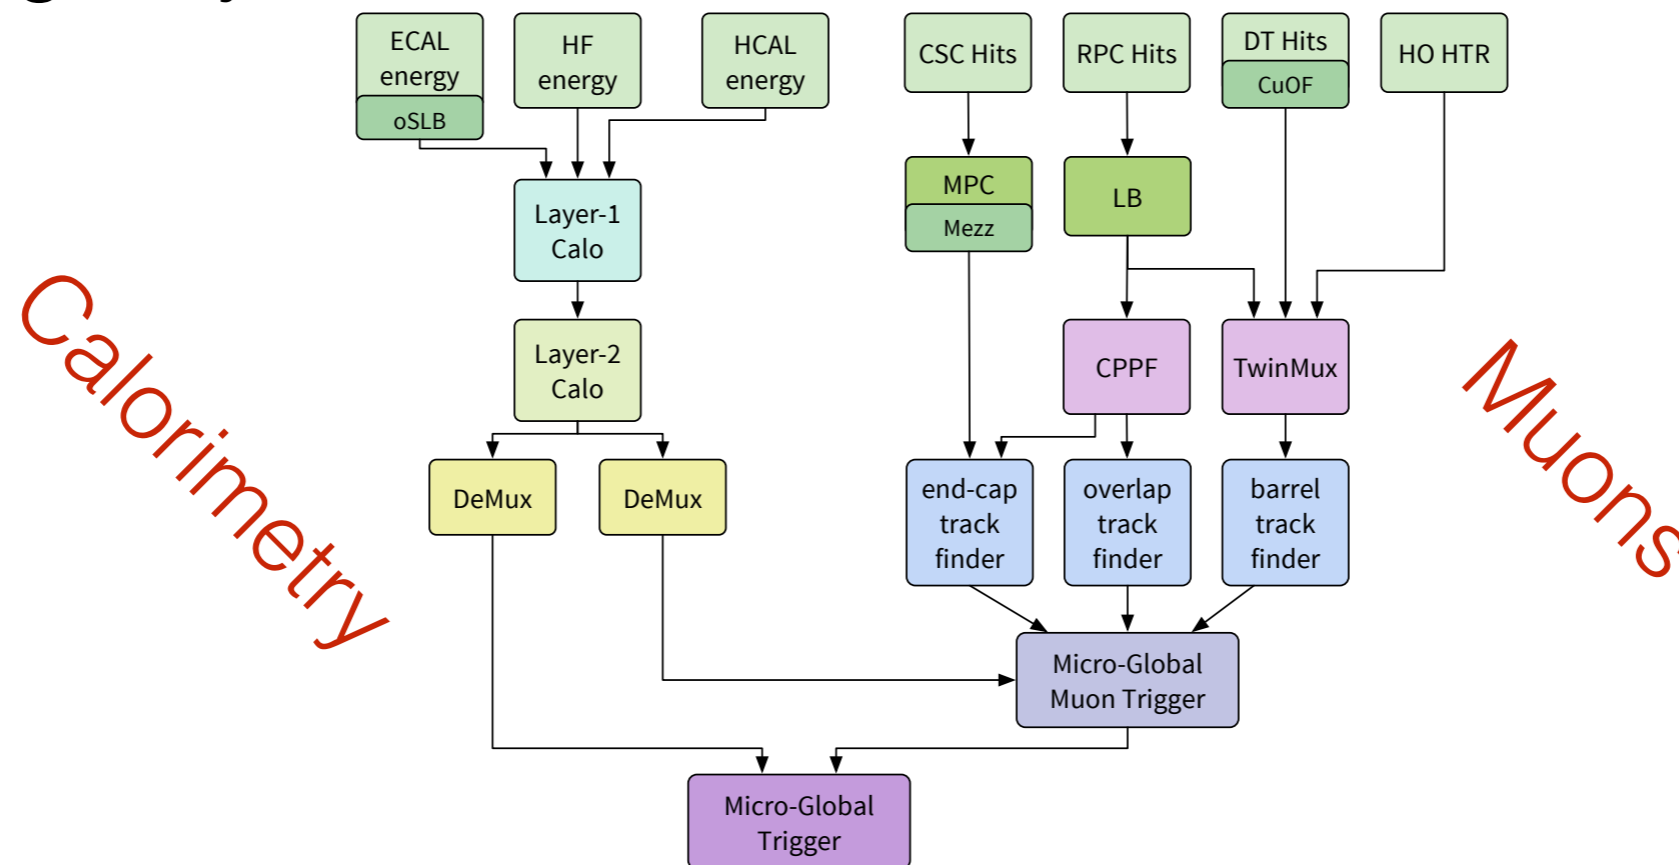 ECAL
energy
oSLB
HF
energy
HCAL
energy
CSC Hits
RPC Hits
DT Hits
CuOF
HO HTR
MPC
Mezz
LB
Layer-1
Calo
Layer-2
Calo
CPPF
TwinMux
Calorimetry
Muons
DeMux
DeMux
end-cap
track
finder
overlap
track
finder
barrel
track
finder
Micro-Global
Muon Trigger
Micro-Global
Trigger